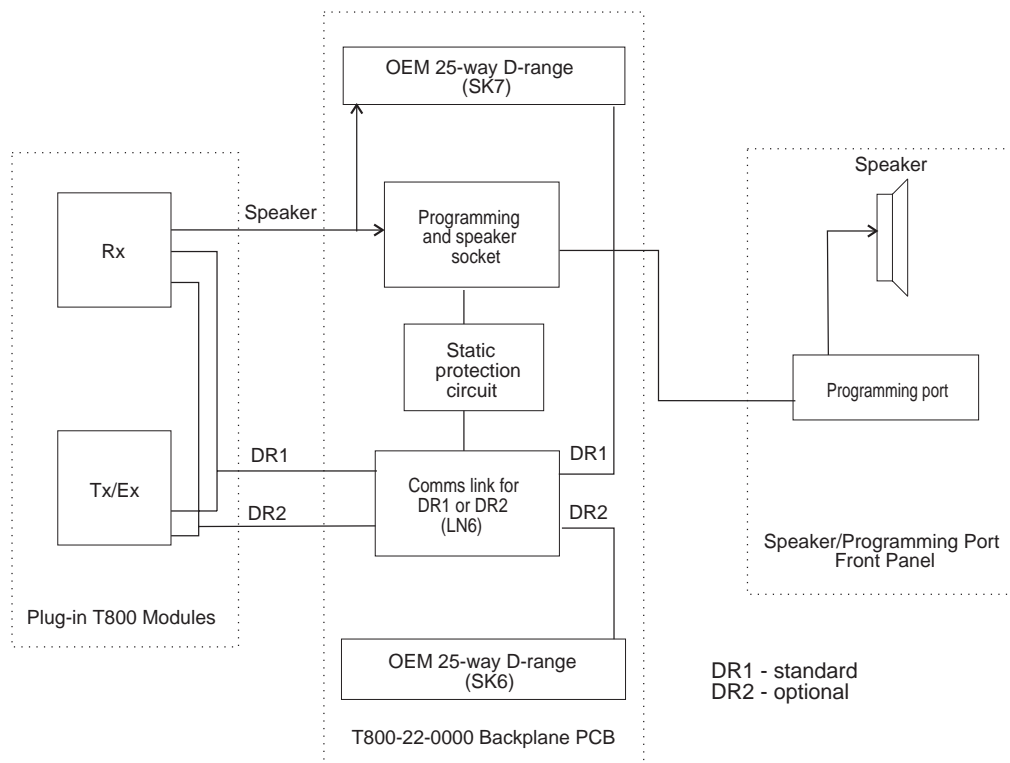 OEM 25-way D-range
(SK7)
Speaker
Speaker
Rx
Programming
and speaker
socket
Static
protection
circuit
Programming port
DR1
DR1
Tx/Ex
Comms link for
DR1 or DR2
(LN6)
DR2
DR2
Speaker/Programming Port
Front Panel
Plug-in T800 Modules
OEM 25-way D-range
(SK6)
DR1 - standard
DR2 - optional
T800-22-0000 Backplane PCB